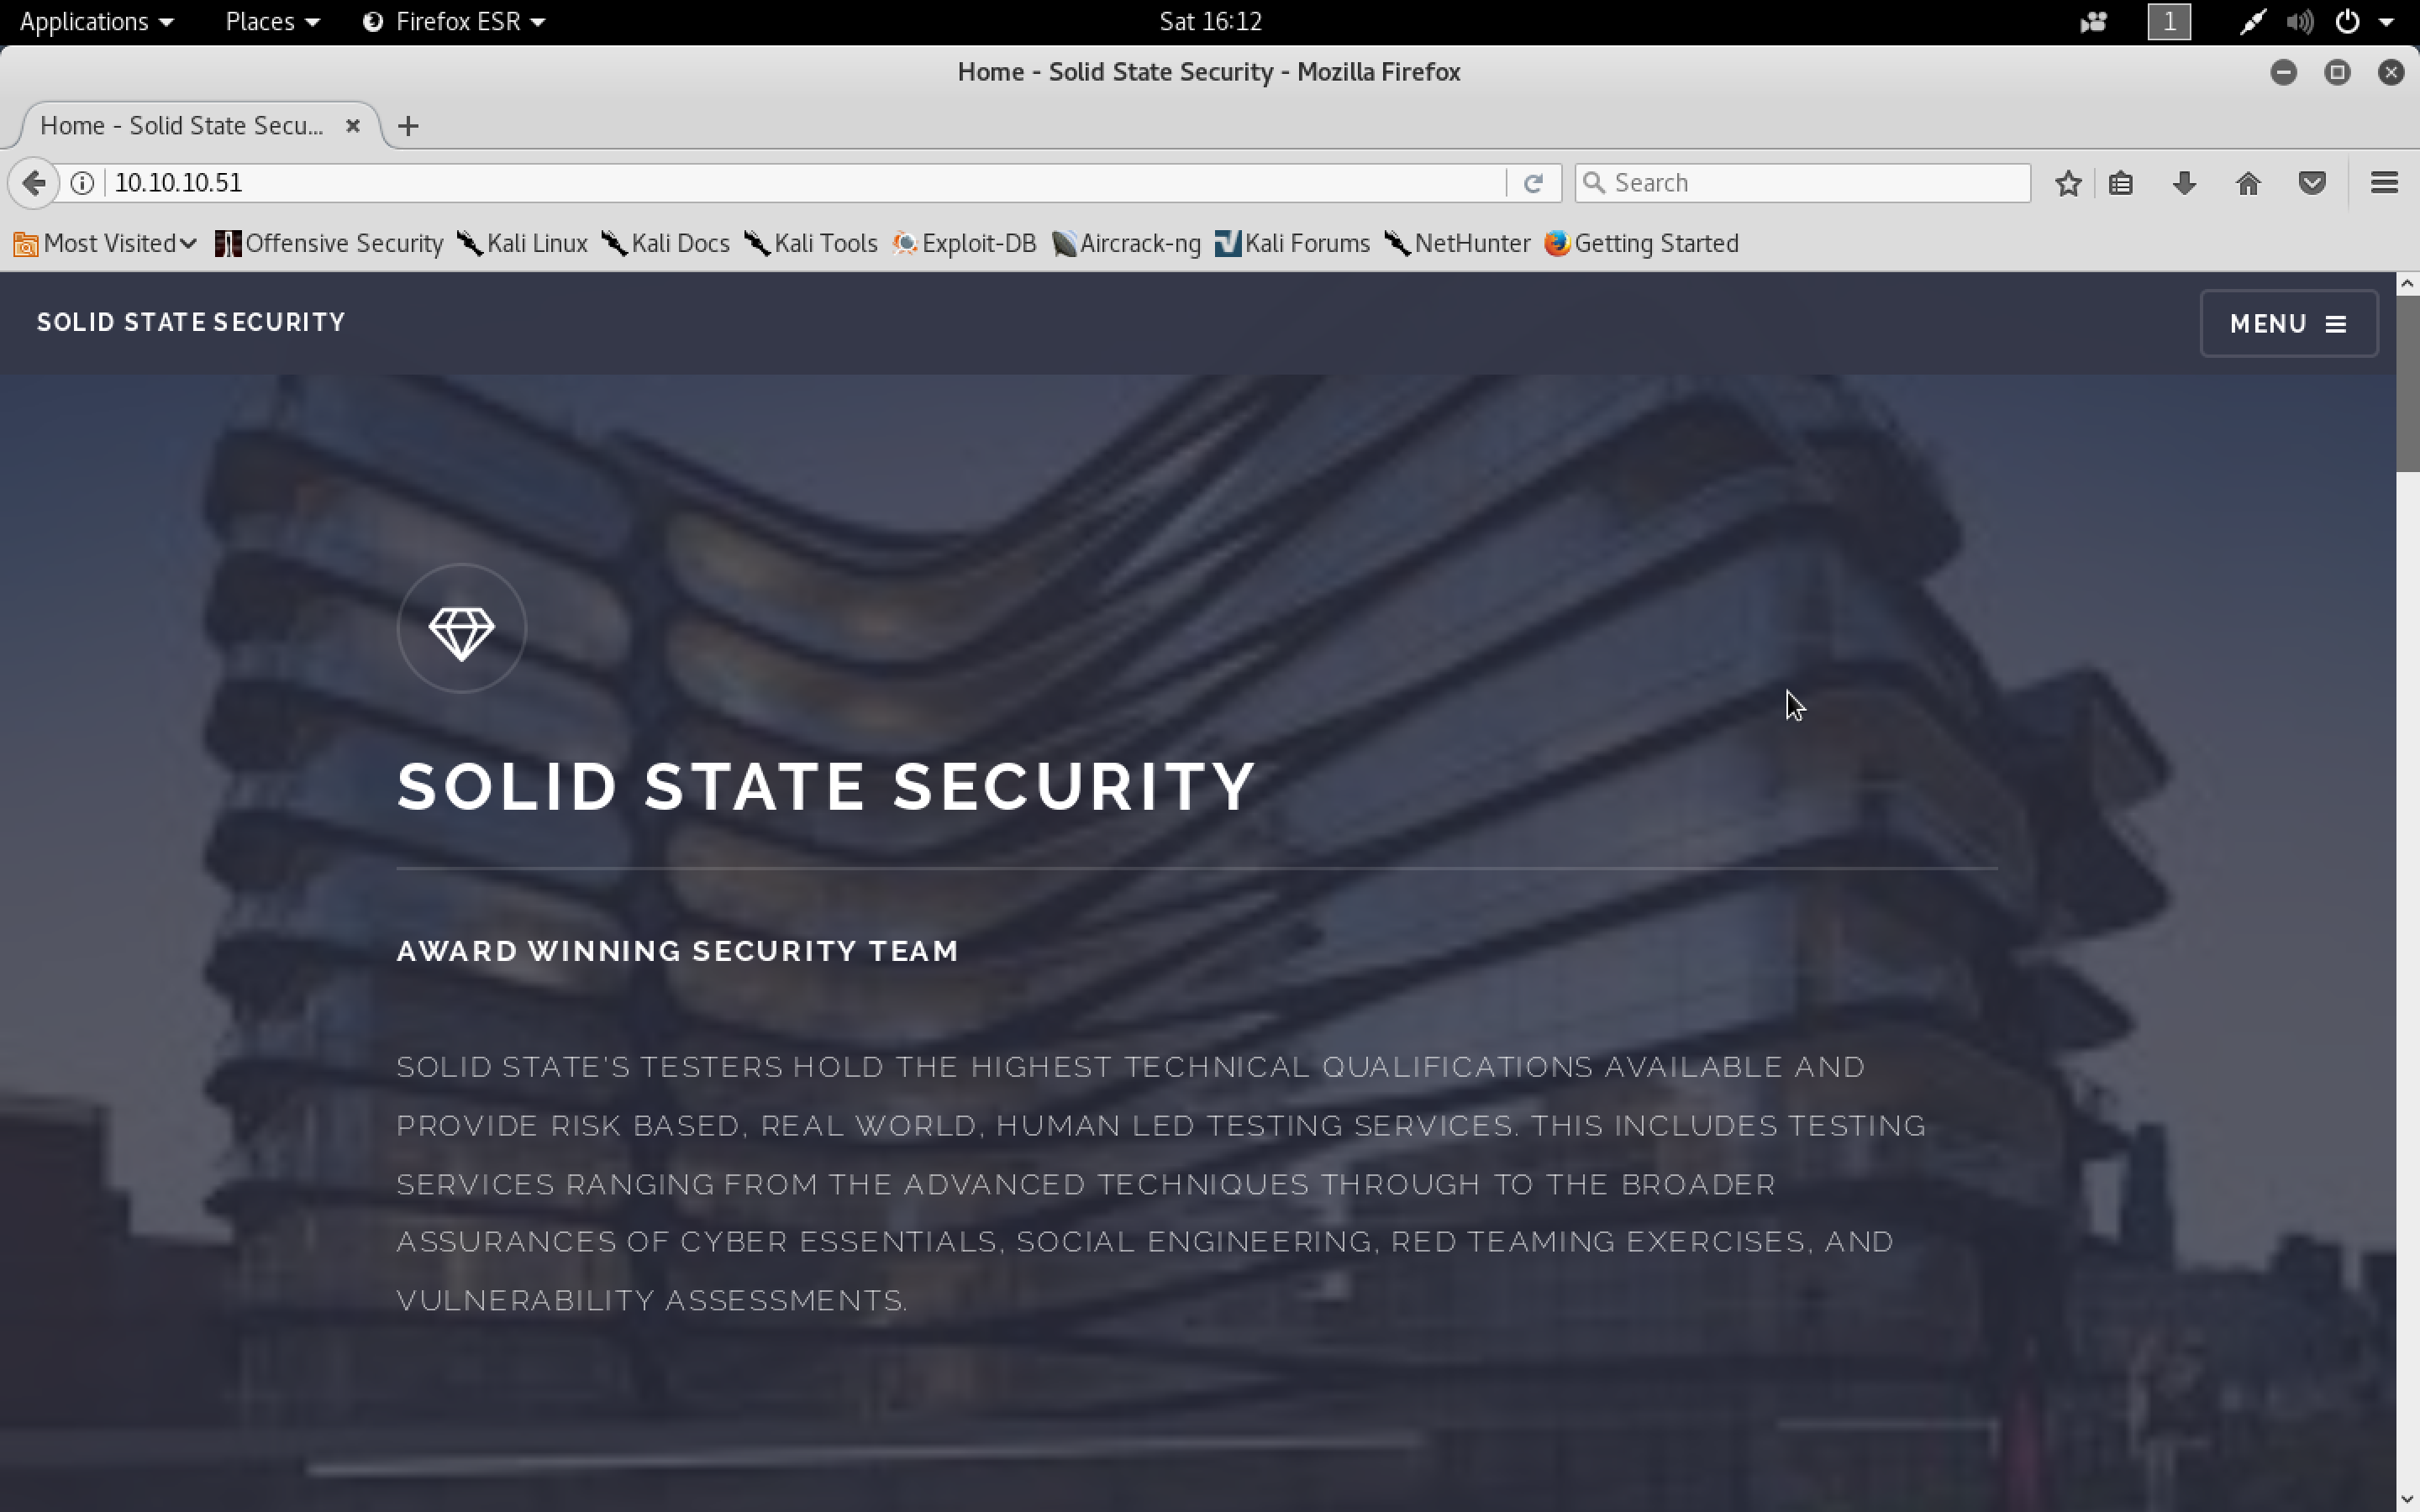 Applications Places Firefox ESR Sat 16:12 1
Home - Solid State Security - Mozilla Firefox
Home - Solid State Secu...
10.10.10.51 Search
Most Visited Offensive Security Kali Linux Kali Docs Kali Tools Exploit-DB Aircrack-ng Kali Forums NetHunter Getting Started
SOLID STATE SECURITY MENU
SOLID STATE SECURITY
AWARD WINNING SECURITY TEAM
SOLID STATE'S TESTERS HOLD THE HIGHEST TECHNICAL QUALIFICATIONS AVAILABLE AND
PROVIDE RISK BASED, REAL WORLD, HUMAN LED TESTING SERVICES. THIS INCLUDES TESTING
SERVICES RANGING FROM THE ADVANCED TECHNIQUES THROUGH TO THE BROADER
ASSURANCES OF CYBER ESSENTIALS, SOCIAL ENGINEERING, RED TEAMING EXERCISES, AND
VULNERABILITY ASSESSMENTS.